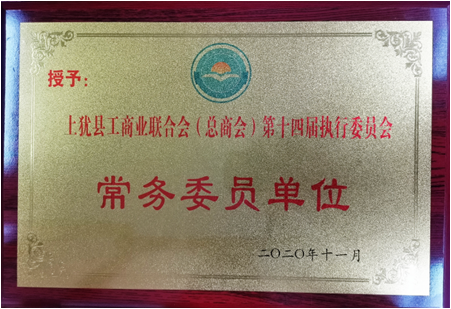 授予：
上犹县工商业联合会（总商会）第十四届执行委员会
常务委员单位
二〇二〇年十一月